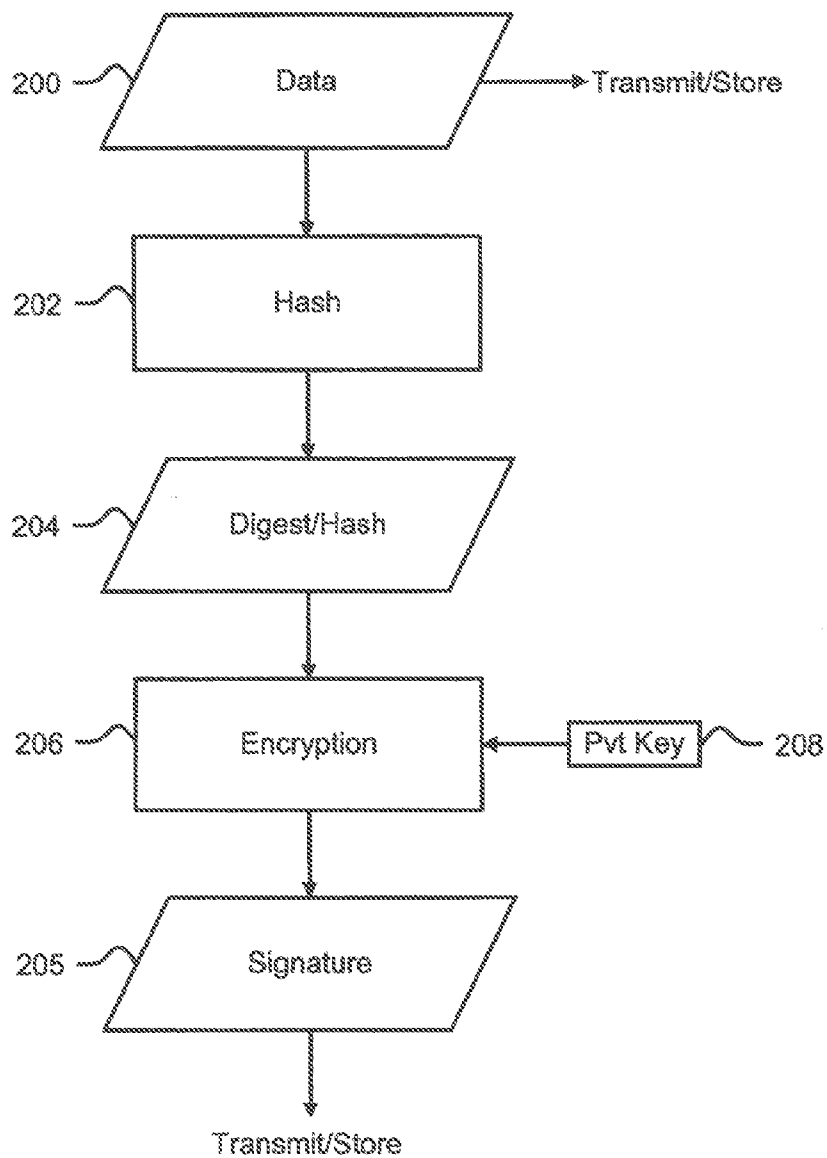 200
Data
Transmit/Store
202
Hash
204
Digest/Hash
206
Encryption
Pvt Key
208
205
Signature
Transmit/Store